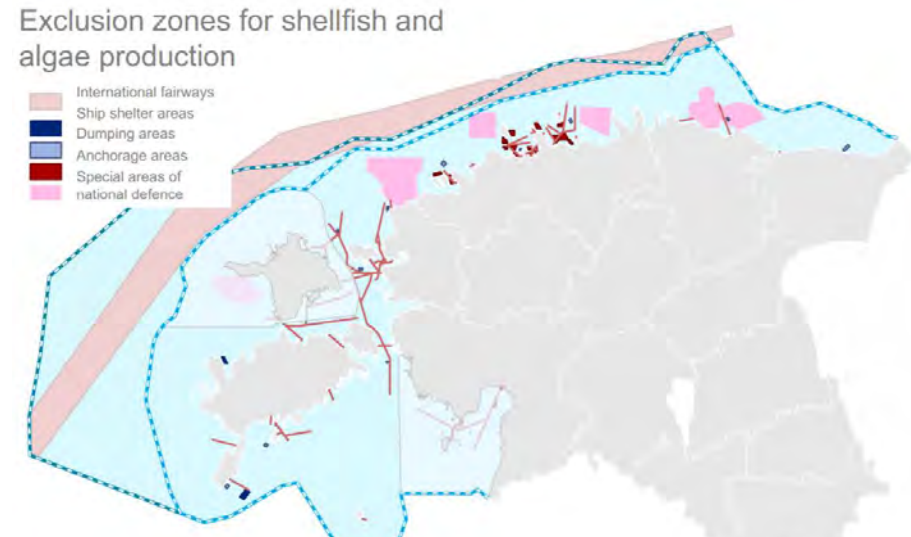 Exclusion zones for shellfish and
algae production
International fairways
Ship shelter areas
Dumping areas
Anchorage areas
Special areas of
national defence